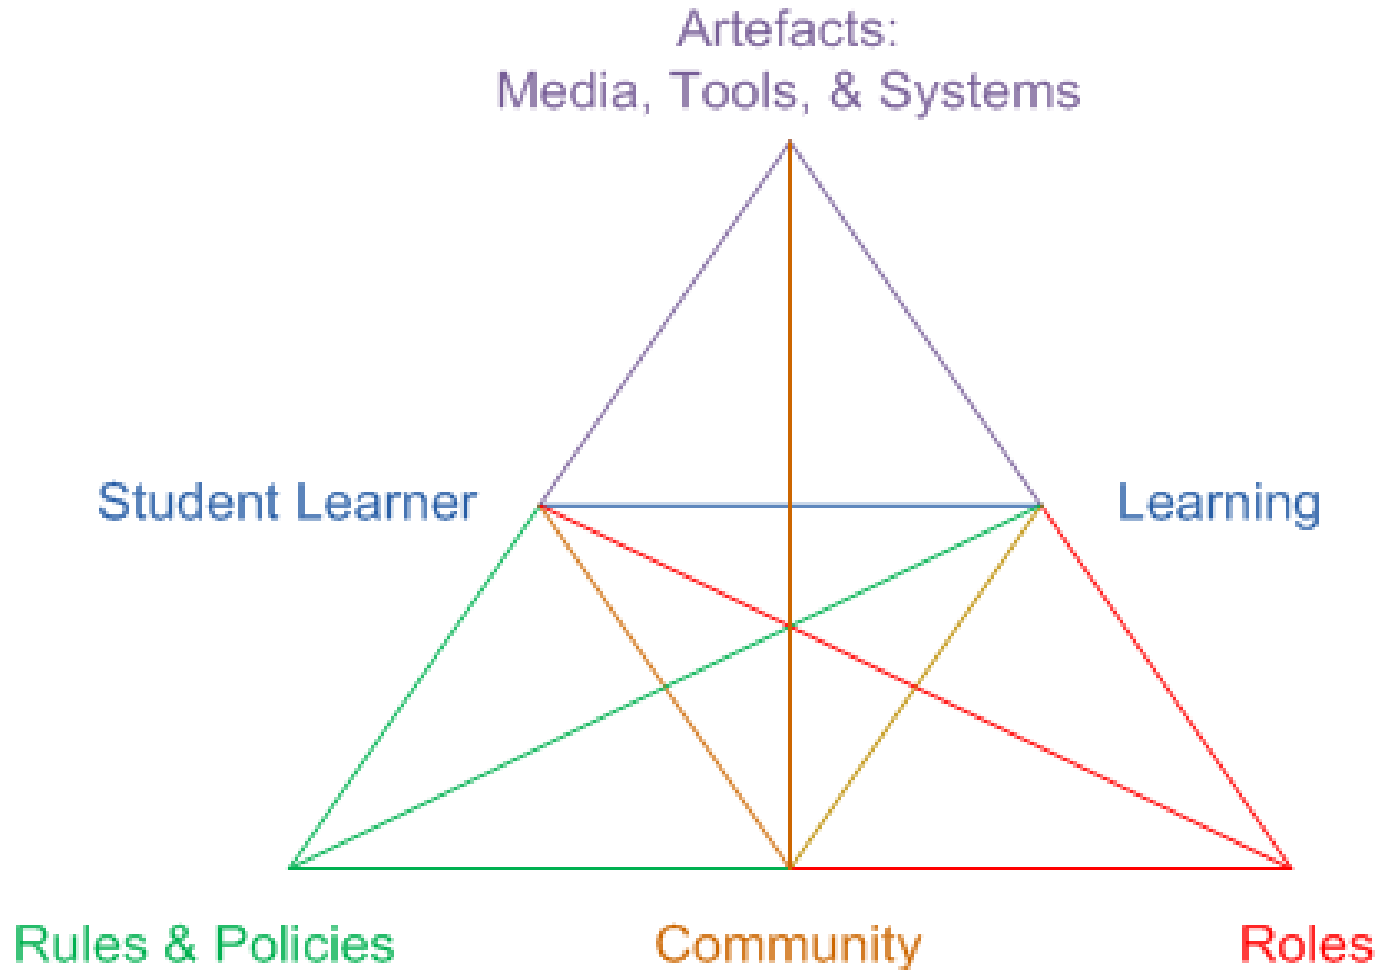 Artefacts:
Media, Tools, & Systems
Student Learner
Learning
Rules & Policies
Community
Roles